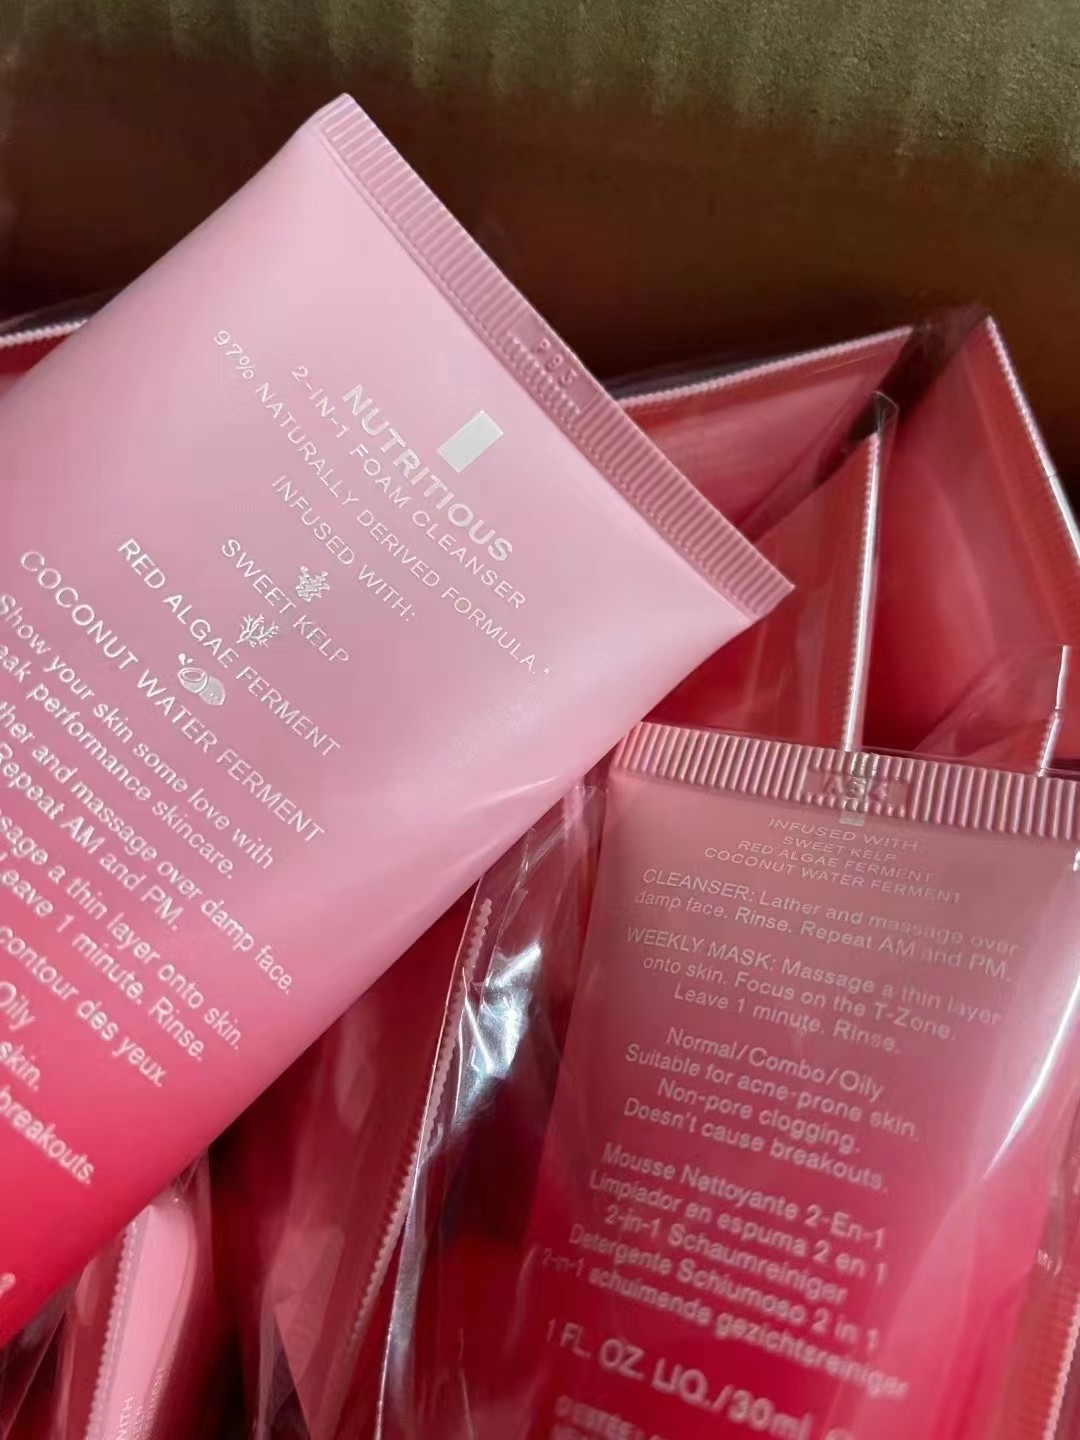 NUTRITIOUS
2-IN-1 FOAM CLEANSER
97% NATURALLY DERIVED FORMULA.*
INFUSED WITH:
SWEET KELP
RED ALGAE FERMENT
COCONUT WATER FERMENT
Show your skin some love with
performance skincare.
and massage over damp face.
Repeat AM and PM.
a thin layer onto skin.
Leave 1 minute. Rinse.
contour des yeux.
Oily
skin.
breakouts.
INFUSED WITH:
SWEET KELP
RED ALGAE FERMENT
COCONUT WATER FERMENT
CLEANSER: Lather and massage over
damp face. Rinse. Repeat AM and PM.
WEEKLY MASK: Massage a thin layer
onto skin. Focus on the T-Zone.
Leave 1 minute. RInse.
Normal/Combo/Oily
Suitable for acne-prone skin.
Non-pore clogging.
Doesn't cause breakouts.
Mousse Nettoyante 2-En-1
Limpiador en espuma 2 en 1
2-in-1 Schaumreiniger
Detergente Schiumoso 2 in 1
2-in-1 schuimende gezichtsreiniger
1 FL. OZ. LIQ./30ml